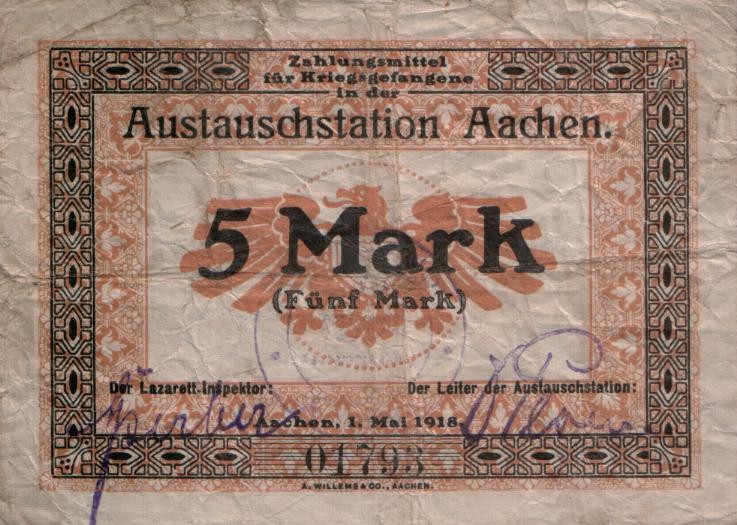 Zahlungsmittel
für Kriegsgefangene
in der
Austauschstation Aachen.
5 Mark
(Fünf Mark)
Der Lazarett-Inspektor: Der Leiter der Austauschstation:
Aachen, 1. Mai 1918.
01793
A. WILLEMS & CO., AACHEN.